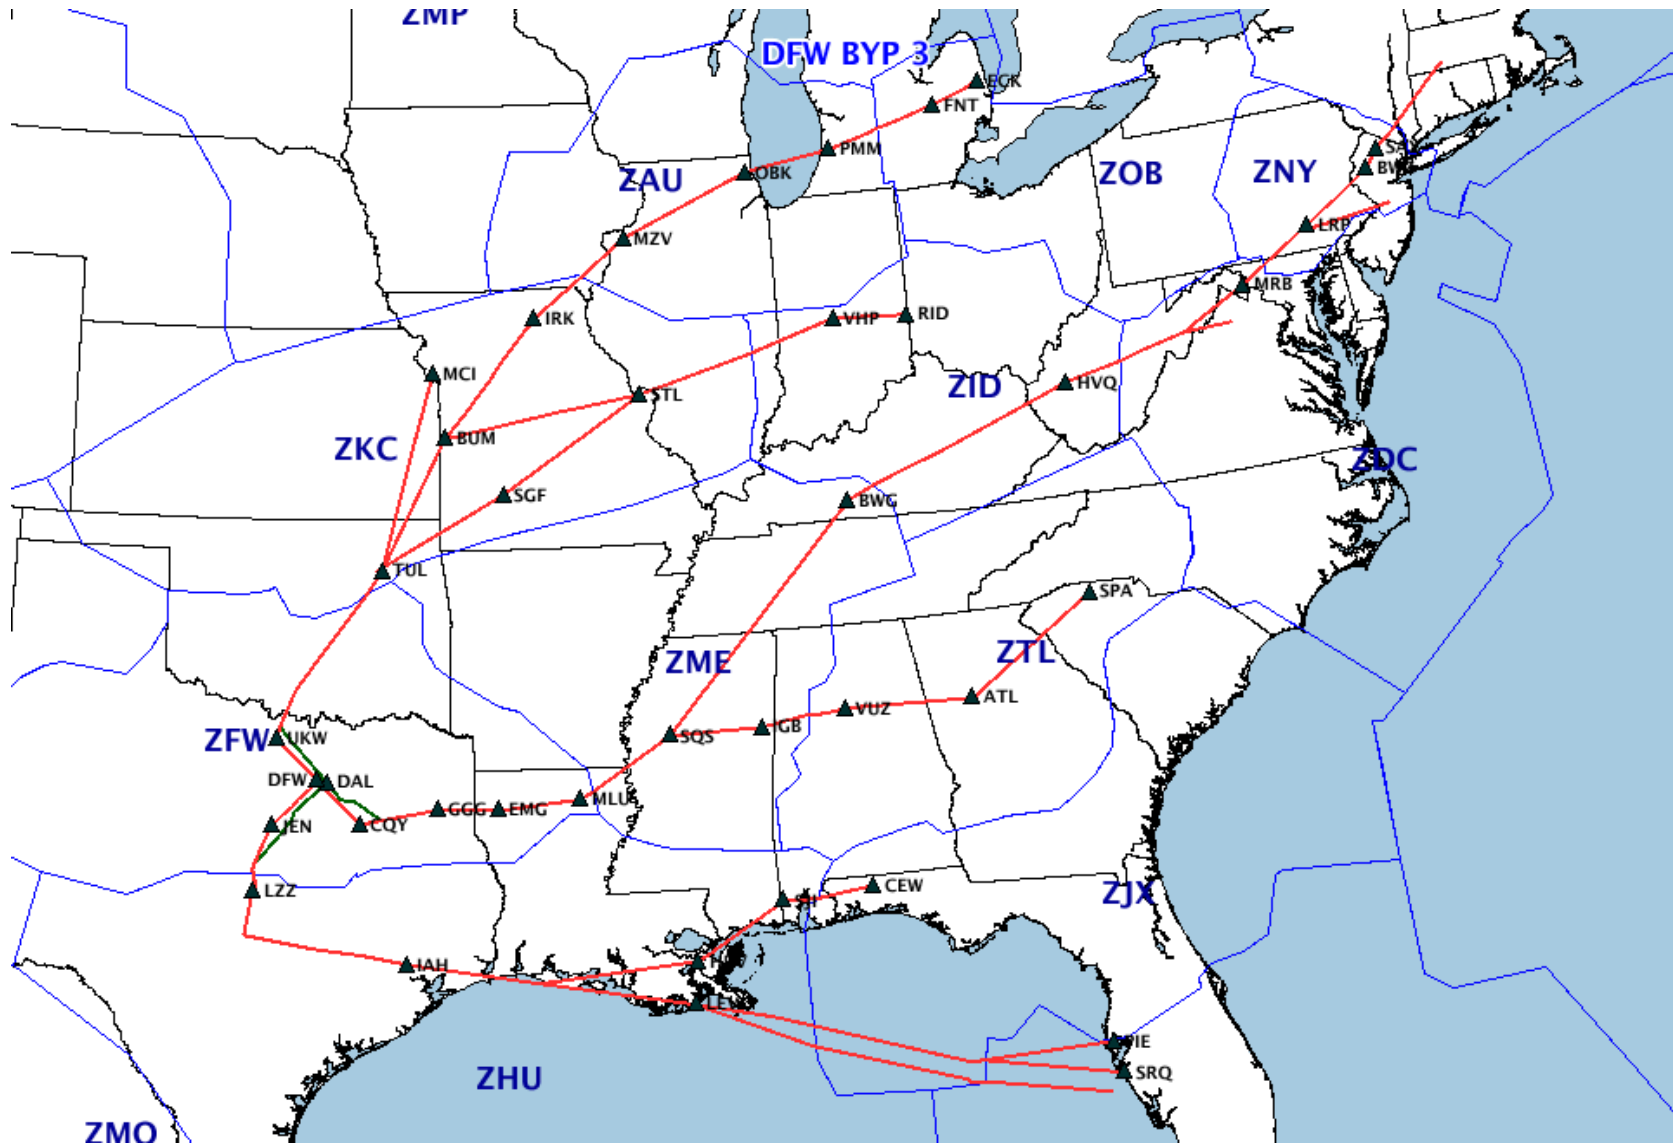 ZMP
DFW BYP 3
ECK
FNT
PMM
OBK
ZAU
ZOB
ZNY
LRP
MZV
MRB
IRK
VHP
RID
MCI
STL
ZID
HVQ
BUM
ZKC
ZDC
SGF
BWG
TUL
SPA
ZME
ZTL
ATL
VUZ
IGB
SQS
ZFW
UKW
DFW
DAL
MLU
GGG
EMG
CQY
JEN
LZZ
CEW
ZJX
IAH
LEV
PIE
SRQ
ZHU